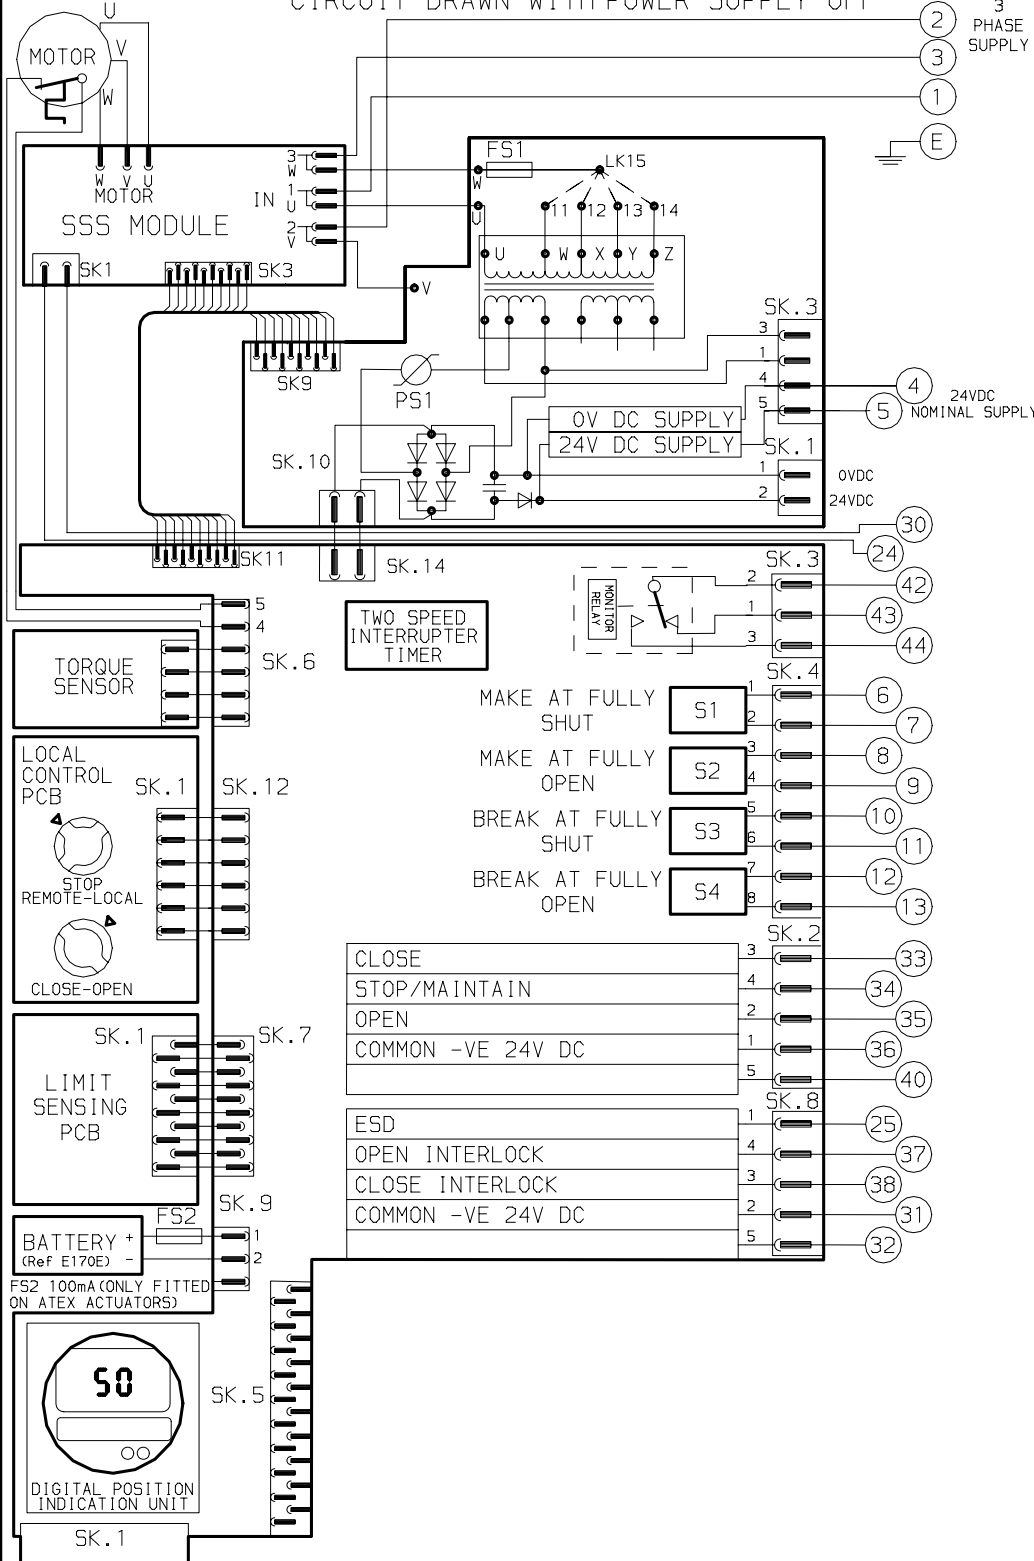 CIRCUIT DRAWN WITH POWER SUPPLY OFF
3
PHASE
SUPPLY
2
3
1
E
U
MOTOR
V
W
W V U
MOTOR
SSS MODULE
IN
3
W
1
U
2
V
SK1
SK3
FS1
LK15
W
U
V
11
12
13
14
U
W
X
Y
Z
SK9
PS1
SK.3
3
1
4
5
4
5
24VDC
NOMINAL SUPPLY
0V DC SUPPLY
24V DC SUPPLY
SK.10
SK.1
1
0VDC
2
24VDC
30
24
SK11
SK.14
5
4
SK.6
TORQUE
SENSOR
TWO SPEED
INTERRUPTER
TIMER
MONITOR
RELAY
SK.3
2
42
1
43
3
44
SK.4
MAKE AT FULLY
SHUT
S1
1
6
2
7
MAKE AT FULLY
OPEN
S2
3
8
4
9
BREAK AT FULLY
SHUT
S3
5
10
6
11
BREAK AT FULLY
OPEN
S4
7
12
8
13
LOCAL
CONTROL
PCB
SK.1
SK.12
STOP
REMOTE-LOCAL
CLOSE-OPEN
SK.2
CLOSE
3
33
STOP/MAINTAIN
4
34
OPEN
2
35
COMMON -VE 24V DC
1
36
5
40
LIMIT
SENSING
PCB
SK.1
SK.7
SK.8
ESD
1
25
OPEN INTERLOCK
4
37
CLOSE INTERLOCK
3
38
COMMON -VE 24V DC
2
31
5
32
SK.9
FS2
BATTERY + -
(Ref E170E)
1
2
FS2 100mA(ONLY FITTED
ON ATEX ACTUATORS)
50
SK.5
DIGITAL POSITION
INDICATION UNIT
SK.1